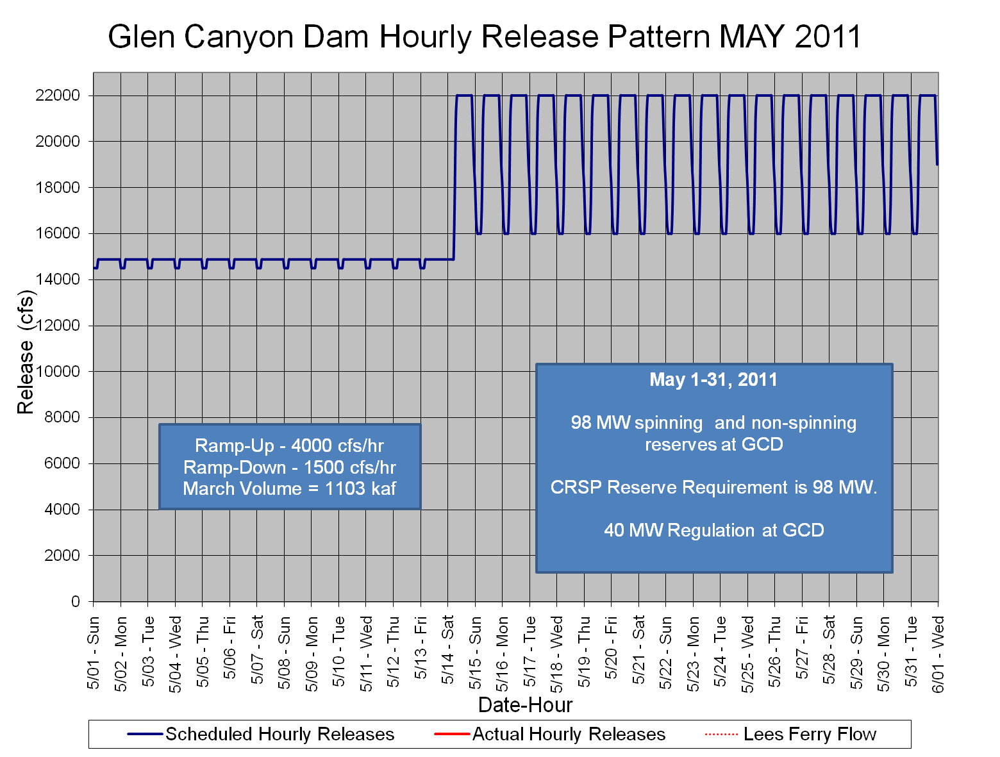 Glen Canyon Dam Hourly Release Pattern MAY 2011
Release (cfs)
22000
20000
18000
16000
14000
12000
10000
8000
6000
4000
2000
0
Ramp-Up - 4000 cfs/hr
Ramp-Down - 1500 cfs/hr
March Volume = 1103 kaf
May 1-31, 2011
98 MW spinning and non-spinning
reserves at GCD
CRSP Reserve Requirement is 98 MW.
40 MW Regulation at GCD
5/01 - Sun
5/02 - Mon
5/03 - Tue
5/04 - Wed
5/05 - Thu
5/06 - Fri
5/07 - Sat
5/08 - Sun
5/09 - Mon
5/10 - Tue
5/11 - Wed
5/12 - Thu
5/13 - Fri
5/14 - Sat
5/15 - Sun
5/16 - Mon
5/17 - Tue
5/18 - Wed
5/19 - Thu
5/20 - Fri
5/21 - Sat
5/22 - Sun
5/23 - Mon
5/24 - Tue
5/25 - Wed
5/26 - Thu
5/27 - Fri
5/28 - Sat
5/29 - Sun
5/30 - Mon
5/31 - Tue
6/01 - Wed
Date-Hour
Scheduled Hourly Releases
Actual Hourly Releases
Lees Ferry Flow